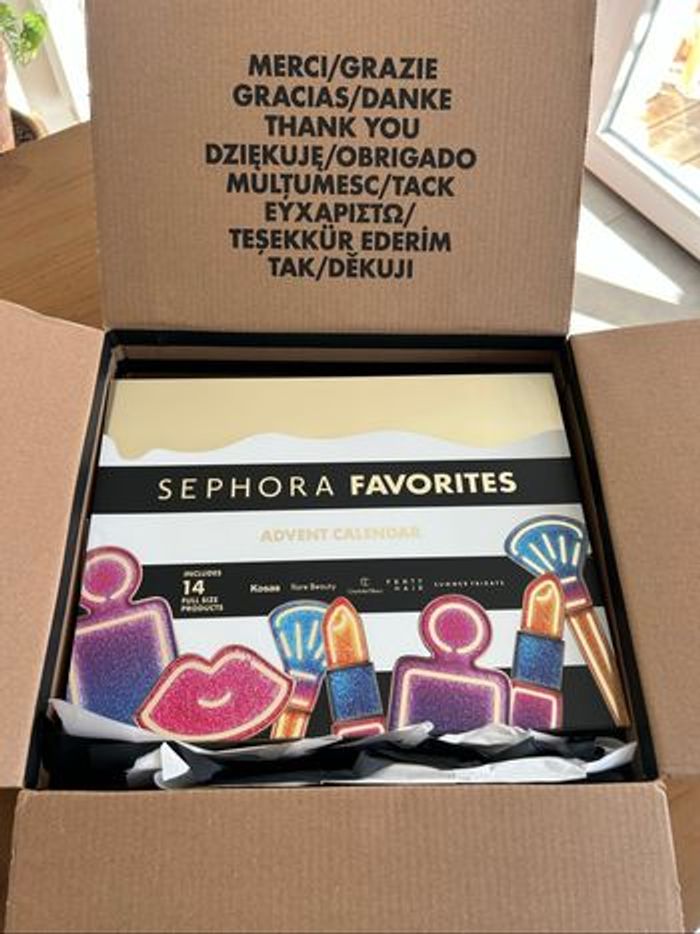 MERCI/GRAZIE
GRACIAS/DANKE
THANK YOU
DZIĘKUJĘ/OBRIGADO
MULȚUMESC/TACK
ΕΥΧΑΡΙΣΤΩ/
TEŞEKKÜR EDERİM
TAK/DĚKUJI
SEPHORA FAVORITES
ADVENT CALENDAR
INCLUDES
14
FULL SIZE
PRODUCTS
Kosas Rare Beauty FENTY HAIR SUMMER FRIDAYS